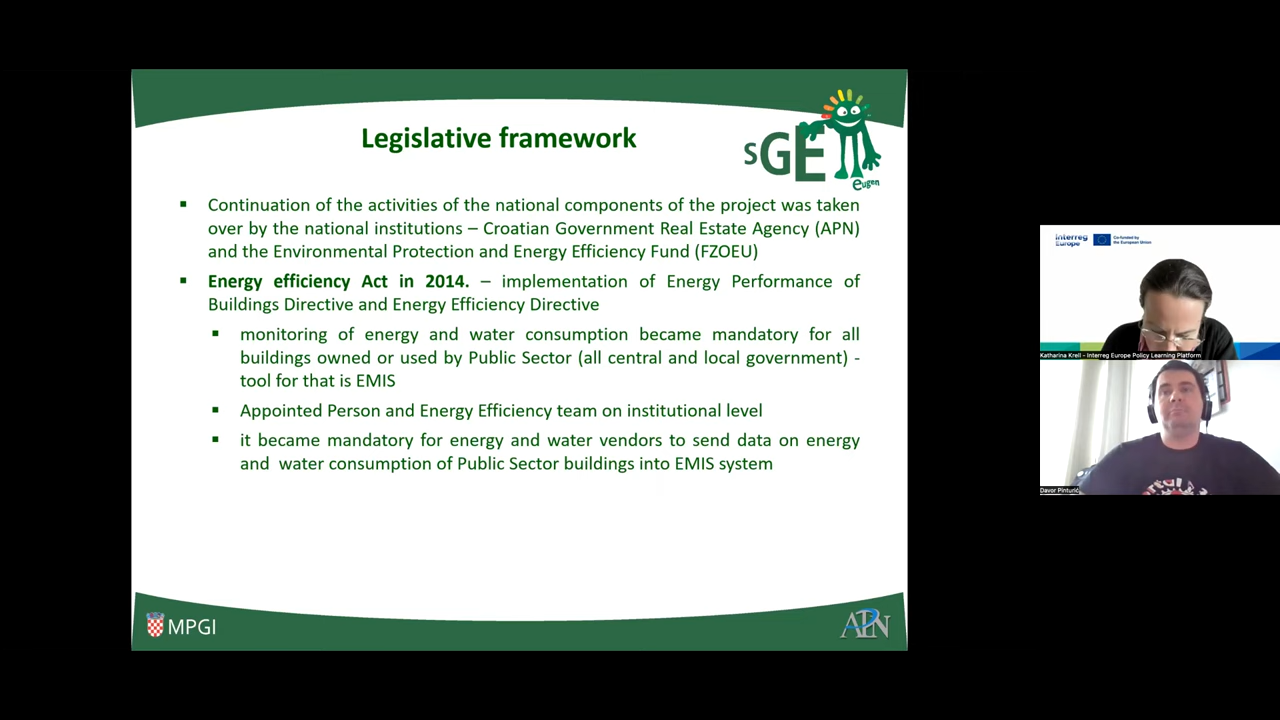 Legislative framework
sGE
eugen
▪ Continuation of the activities of the national components of the project was taken
over by the national institutions – Croatian Government Real Estate Agency (APN)
and the Environmental Protection and Energy Efficiency Fund (FZOEU)
▪ Energy efficiency Act in 2014. – implementation of Energy Performance of
Buildings Directive and Energy Efficiency Directive
▪ monitoring of energy and water consumption became mandatory for all
buildings owned or used by Public Sector (all central and local government) -
tool for that is EMIS
▪ Appointed Person and Energy Efficiency team on institutional level
▪ it became mandatory for energy and water vendors to send data on energy
and water consumption of Public Sector buildings into EMIS system
MPGI
APN
Interreg
Europe
Co-funded by
the European Union
Katharina Krell - Interreg Europe Policy Learning Platform
Davor Pinturić